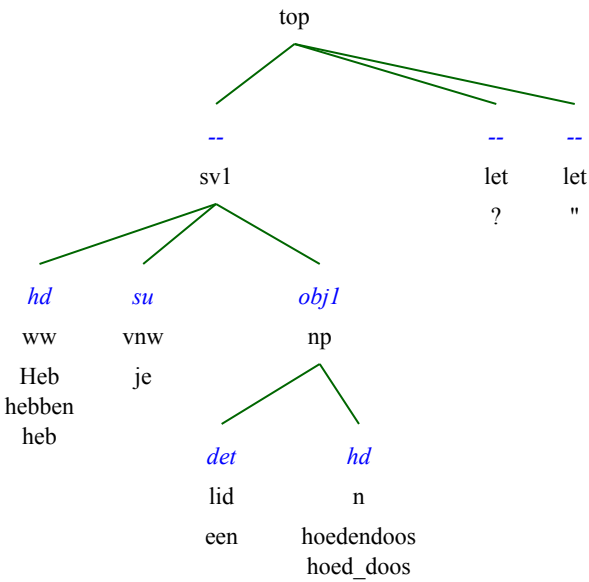 top
-- -- --
sv1 let let
? "
hd su obj1
ww vnw np
Heb je
hebben
heb
det hd
lid n
een hoedendoos
hoed_doos